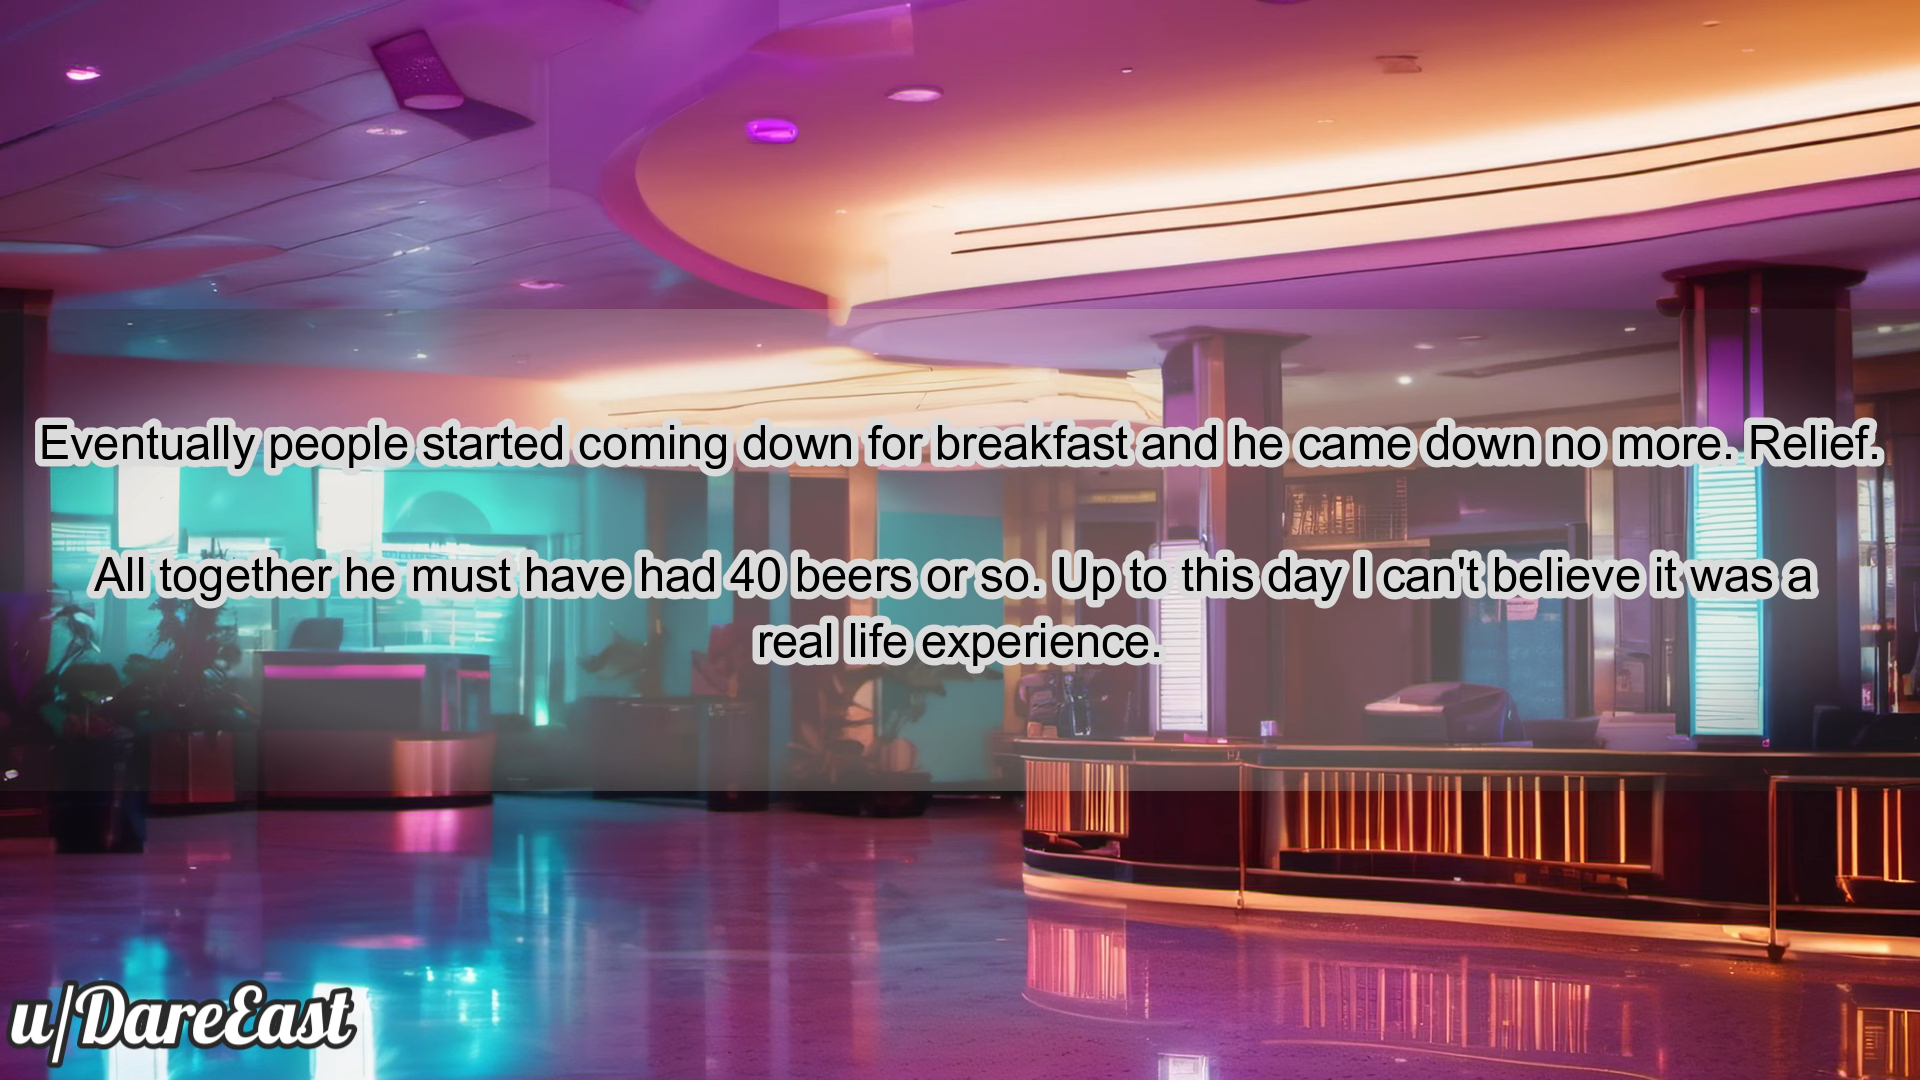 Eventually people started coming down for breakfast and he came down no more. Relief.
All together he must have had 40 beers or so. Up to this day I can't believe it was a
real life experience.
u/DareEast